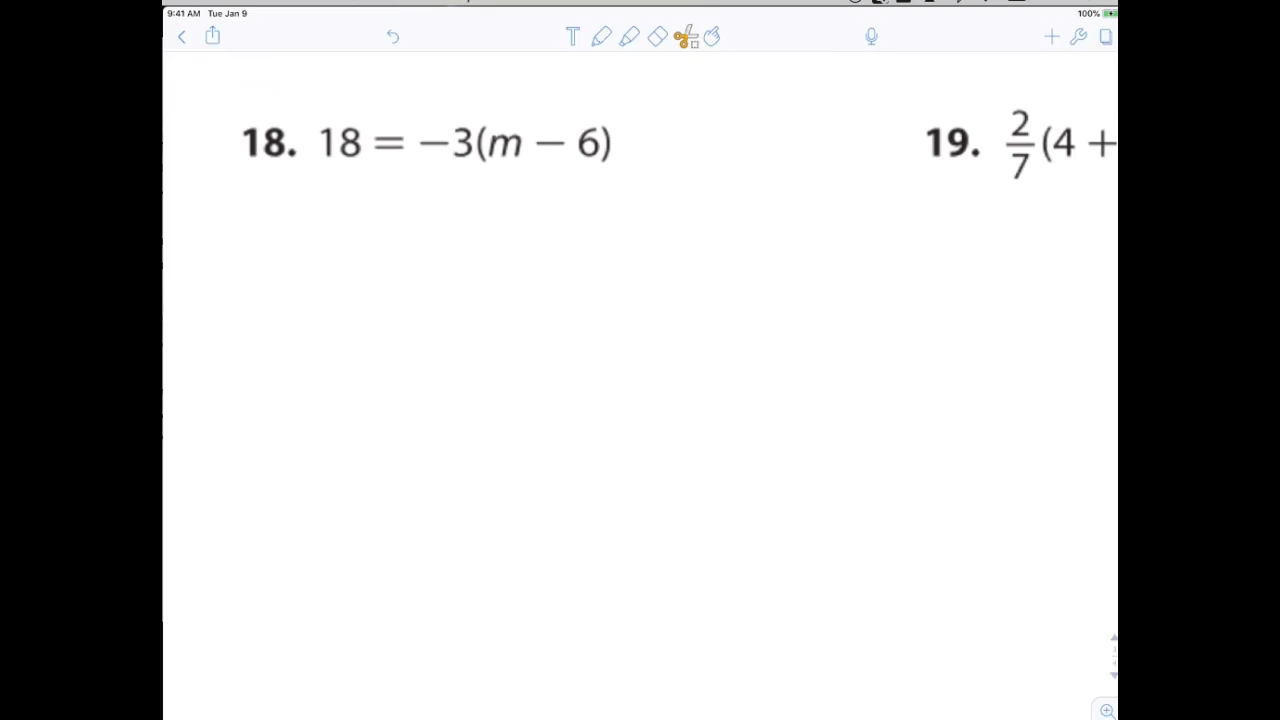 9:41 AM Tue Jan 9 100%
T
18. 18 = −3(m − 6)
19. 2/7 (4 +